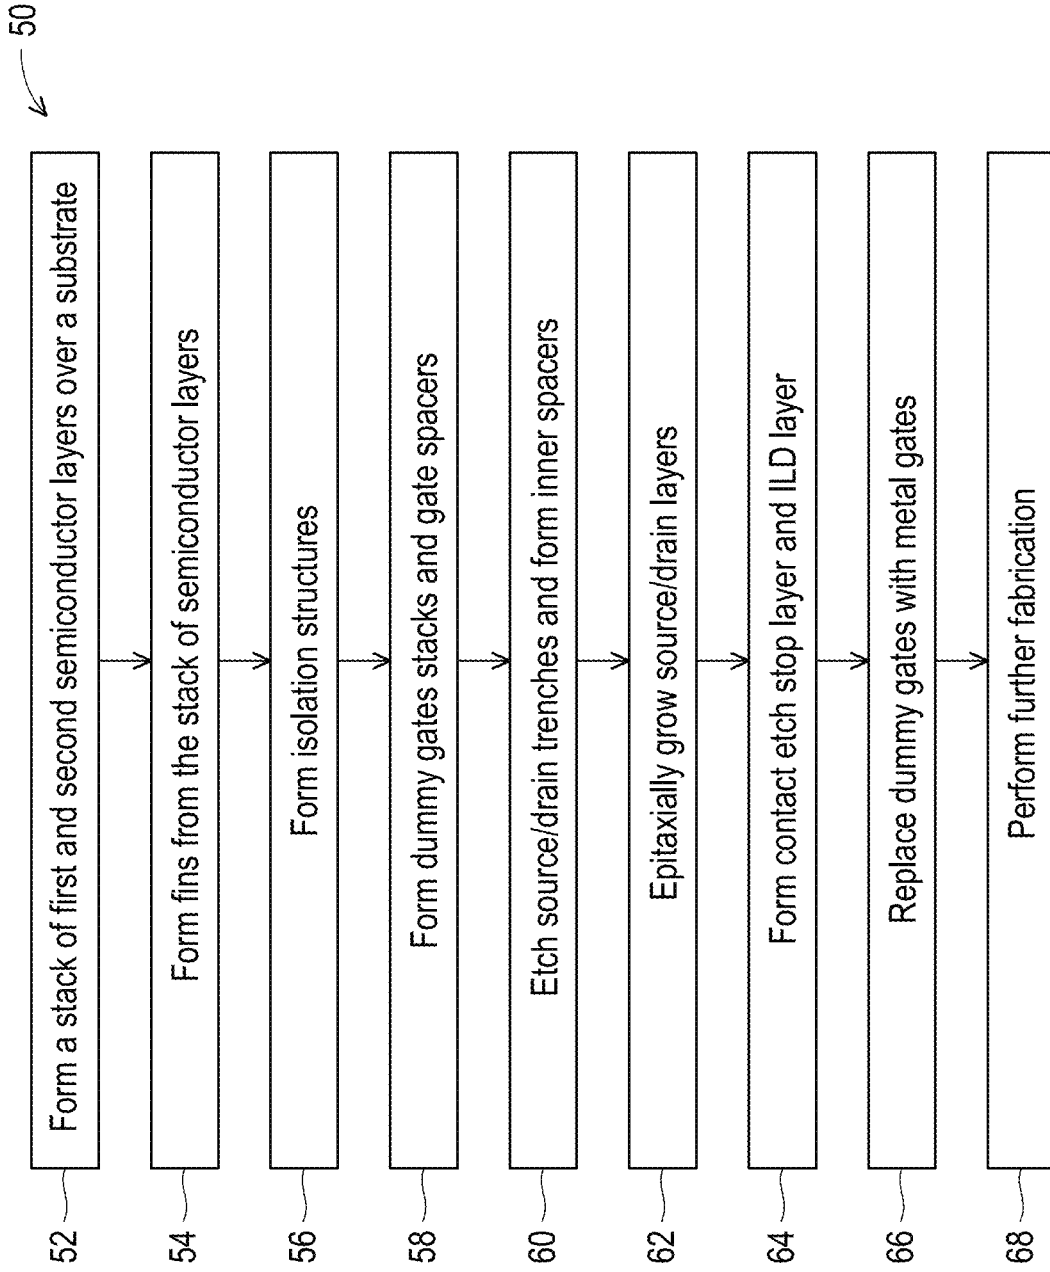 50
52
Form a stack of first and second semiconductor layers over a substrate
54
Form fins from the stack of semiconductor layers
56
Form isolation structures
58
Form dummy gates stacks and gate spacers
60
Etch source/drain trenches and form inner spacers
62
Epitaxially grow source/drain layers
64
Form contact etch stop layer and ILD layer
66
Replace dummy gates with metal gates
68
Perform further fabrication